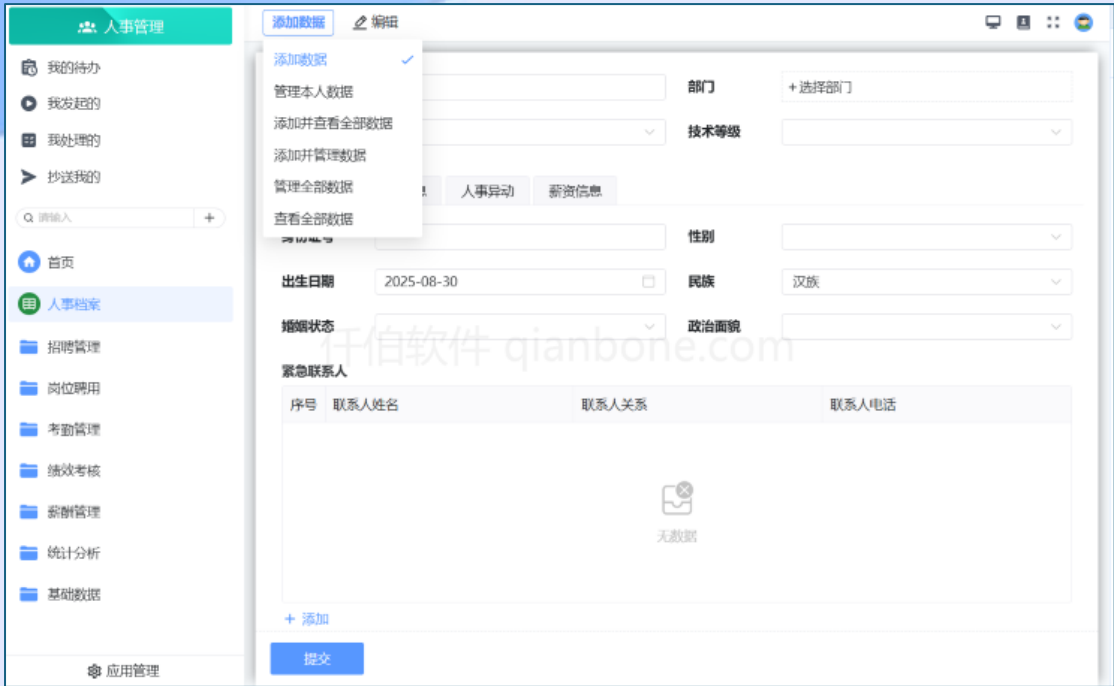 人事管理
添加数据 编辑
我的待办
我发起的
我处理的
抄送我的
请输入
首页
人事档案
招聘管理
岗位聘用
考勤管理
绩效考核
薪酬管理
统计分析
基础数据
应用管理
添加数据
管理本人数据
添加并查看全部数据
添加并管理数据
管理全部数据
查看全部数据
部门 +选择部门
技术等级
人事异动 薪资信息
身份证号 性别
出生日期 2025-08-30 民族 汉族
婚姻状态 政治面貌
仟伯软件 qianbone.com
紧急联系人
序号 联系人姓名 联系人关系 联系人电话
无数据
+ 添加
提交